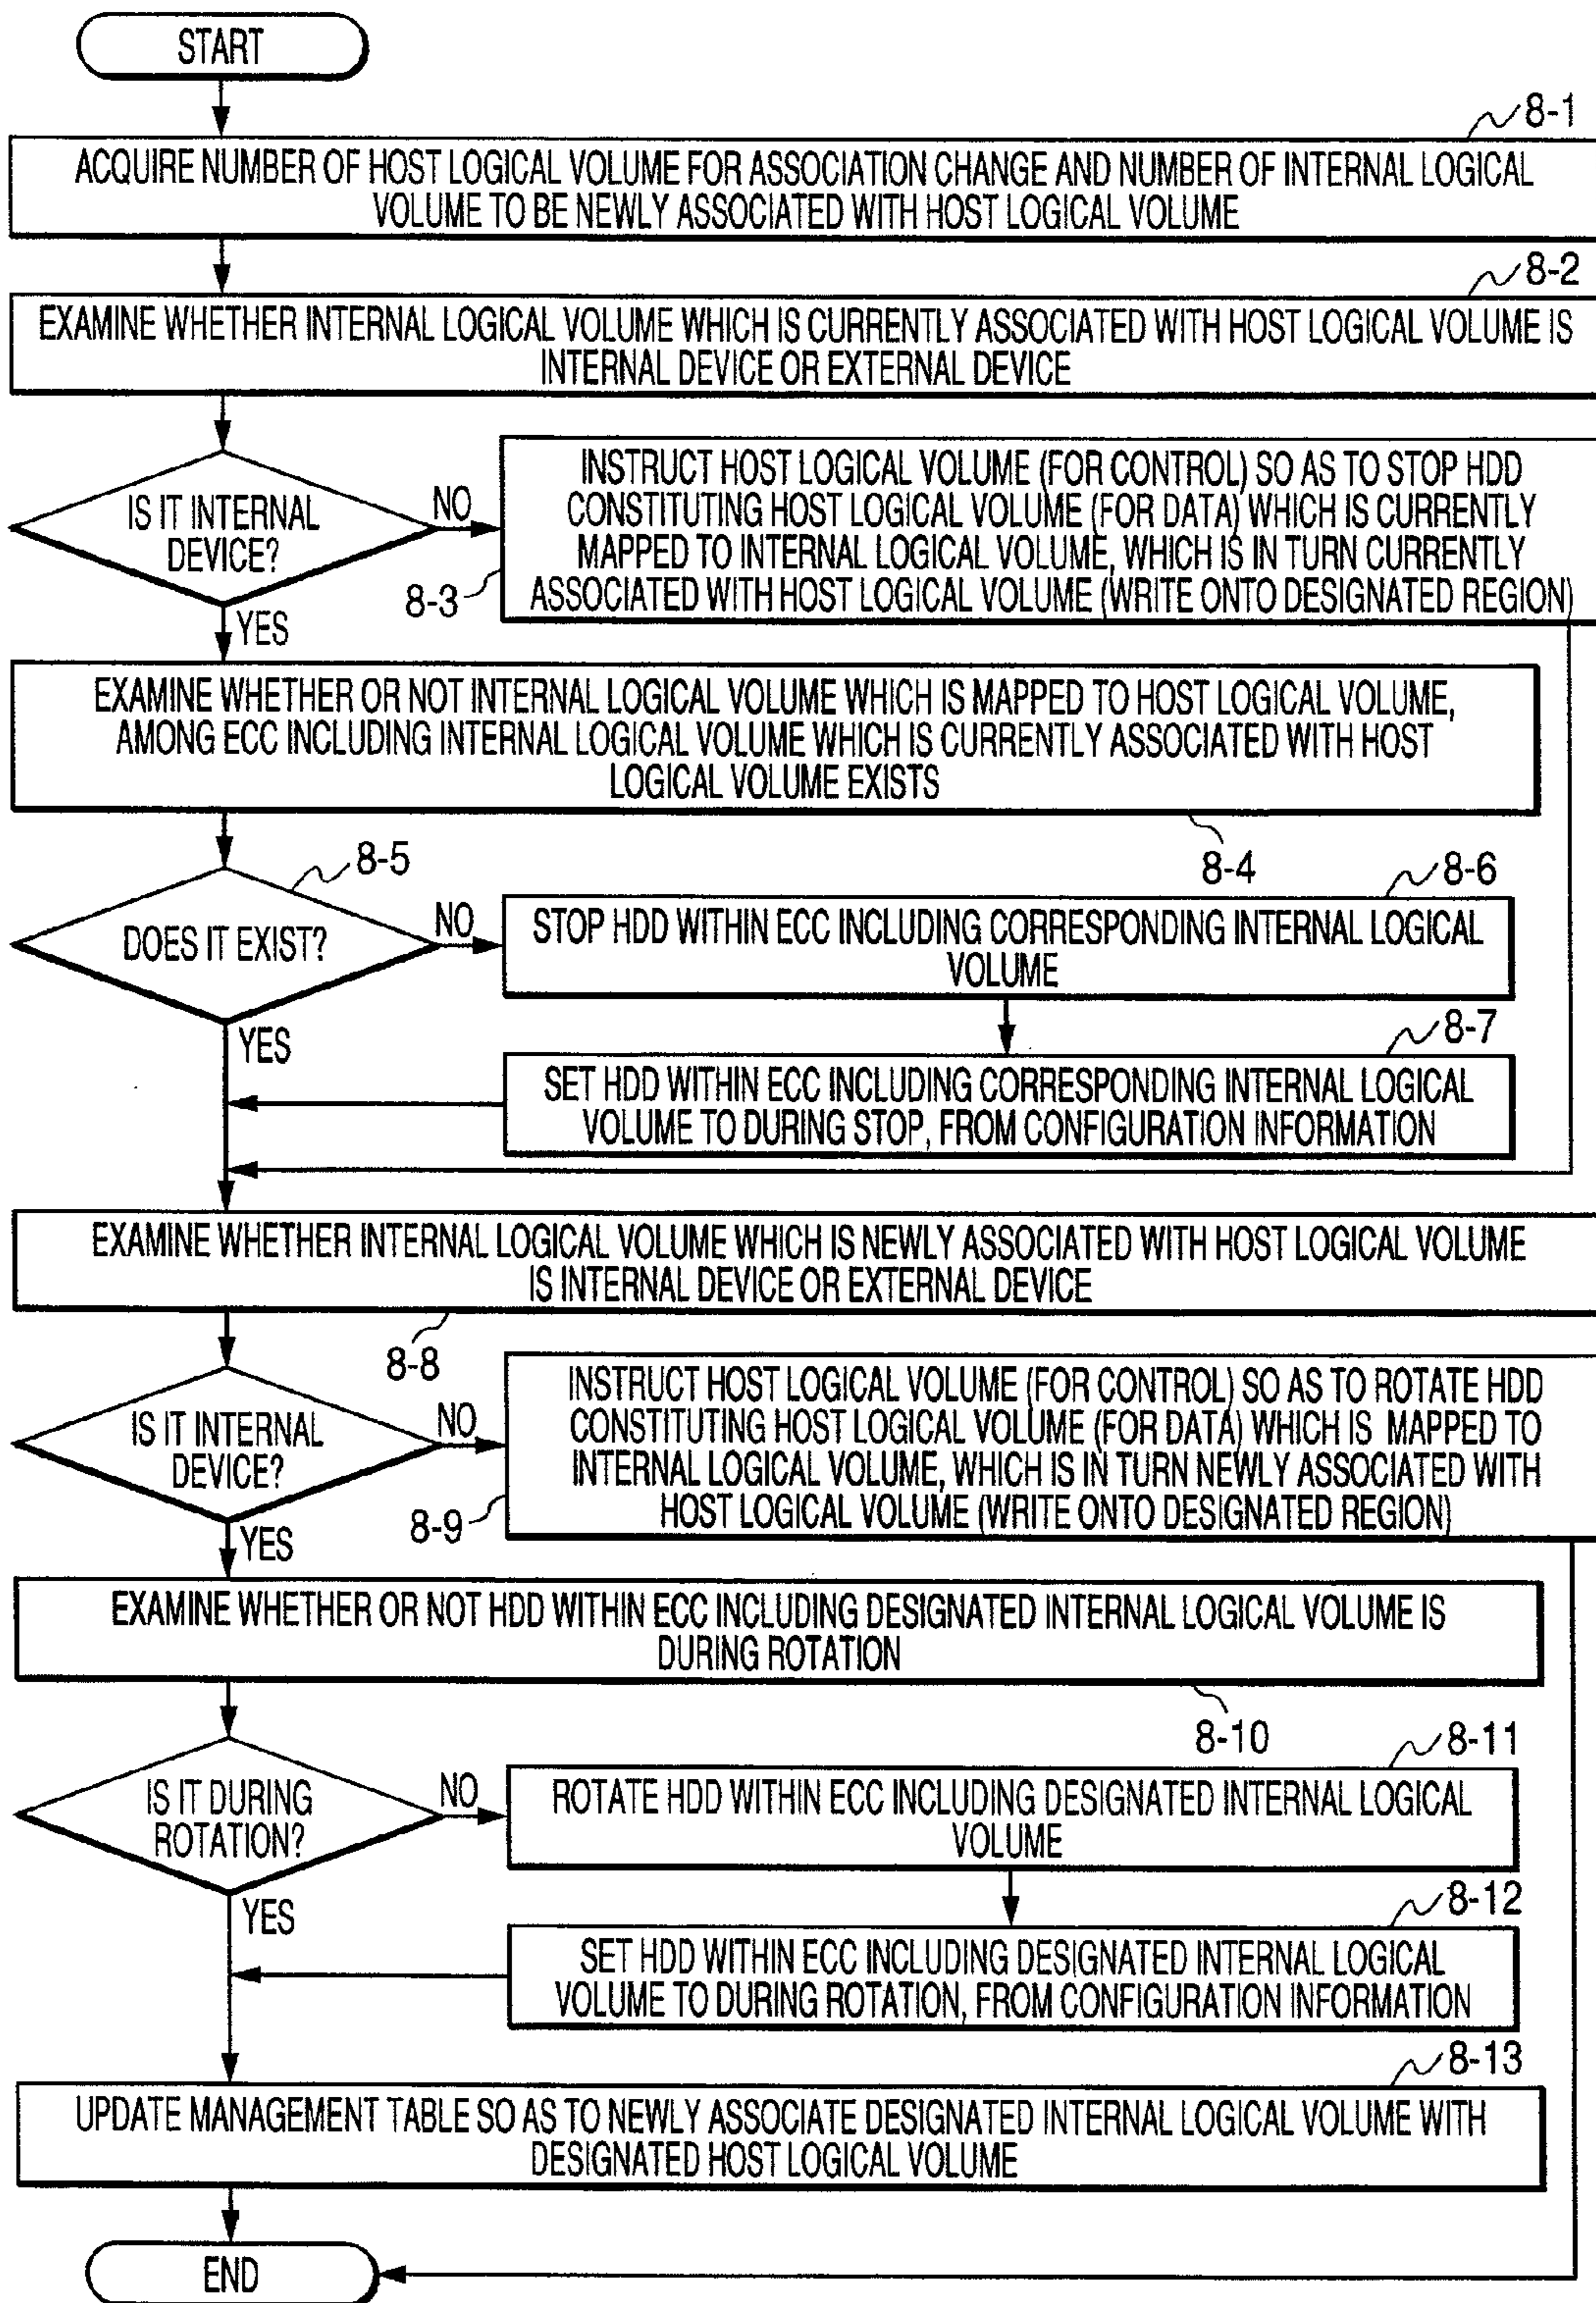 START
8-1
ACQUIRE NUMBER OF HOST LOGICAL VOLUME FOR ASSOCIATION CHANGE AND NUMBER OF INTERNAL LOGICAL
VOLUME TO BE NEWLY ASSOCIATED WITH HOST LOGICAL VOLUME
8-2
EXAMINE WHETHER INTERNAL LOGICAL VOLUME WHICH IS CURRENTLY ASSOCIATED WITH HOST LOGICAL VOLUME IS
INTERNAL DEVICE OR EXTERNAL DEVICE
IS IT INTERNAL
DEVICE?
NO
YES
8-3
INSTRUCT HOST LOGICAL VOLUME (FOR CONTROL) SO AS TO STOP HDD
CONSTITUTING HOST LOGICAL VOLUME (FOR DATA) WHICH IS CURRENTLY
MAPPED TO INTERNAL LOGICAL VOLUME, WHICH IS IN TURN CURRENTLY
ASSOCIATED WITH HOST LOGICAL VOLUME (WRITE ONTO DESIGNATED REGION)
EXAMINE WHETHER OR NOT INTERNAL LOGICAL VOLUME WHICH IS MAPPED TO HOST LOGICAL VOLUME,
AMONG ECC INCLUDING INTERNAL LOGICAL VOLUME WHICH IS CURRENTLY ASSOCIATED WITH HOST
LOGICAL VOLUME EXISTS
8-4
8-5
DOES IT EXIST?
NO
YES
8-6
STOP HDD WITHIN ECC INCLUDING CORRESPONDING INTERNAL LOGICAL
VOLUME
8-7
SET HDD WITHIN ECC INCLUDING CORRESPONDING INTERNAL LOGICAL
VOLUME TO DURING STOP, FROM CONFIGURATION INFORMATION
EXAMINE WHETHER INTERNAL LOGICAL VOLUME WHICH IS NEWLY ASSOCIATED WITH HOST LOGICAL VOLUME
IS INTERNAL DEVICE OR EXTERNAL DEVICE
8-8
IS IT INTERNAL
DEVICE?
NO
YES
8-9
INSTRUCT HOST LOGICAL VOLUME (FOR CONTROL) SO AS TO ROTATE HDD
CONSTITUTING HOST LOGICAL VOLUME (FOR DATA) WHICH IS MAPPED TO
INTERNAL LOGICAL VOLUME, WHICH IS IN TURN NEWLY ASSOCIATED WITH
HOST LOGICAL VOLUME (WRITE ONTO DESIGNATED REGION)
EXAMINE WHETHER OR NOT HDD WITHIN ECC INCLUDING DESIGNATED INTERNAL LOGICAL VOLUME IS
DURING ROTATION
8-10
IS IT DURING
ROTATION?
NO
YES
8-11
ROTATE HDD WITHIN ECC INCLUDING DESIGNATED INTERNAL LOGICAL
VOLUME
8-12
SET HDD WITHIN ECC INCLUDING DESIGNATED INTERNAL LOGICAL
VOLUME TO DURING ROTATION, FROM CONFIGURATION INFORMATION
8-13
UPDATE MANAGEMENT TABLE SO AS TO NEWLY ASSOCIATE DESIGNATED INTERNAL LOGICAL VOLUME WITH
DESIGNATED HOST LOGICAL VOLUME
END